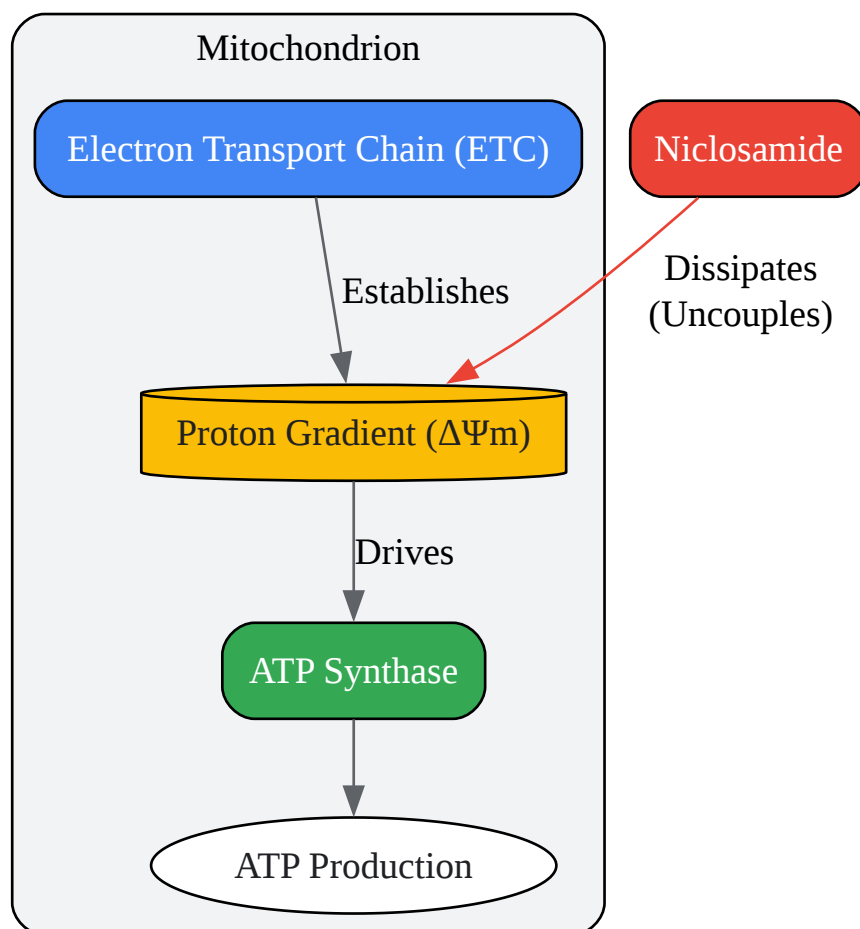 Mitochondrion
Electron Transport Chain (ETC)
Niclosamide
Establishes
Dissipates
(Uncouples)
Proton Gradient (ΔΨm)
Drives
ATP Synthase
ATP Production